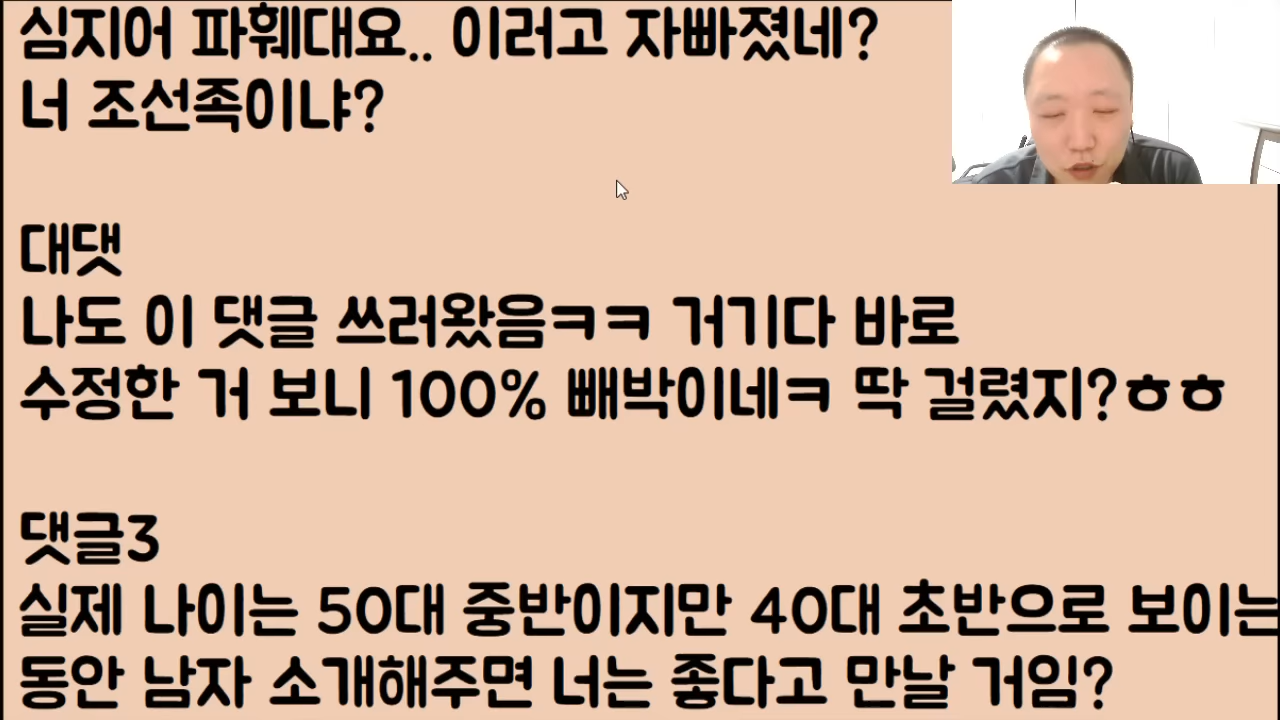 심지어 파훼대요.. 이러고 자빠졌네?
너 조선족이냐?
대댓
나도 이 댓글 쓰러왔음ㅋㅋ 거기다 바로
수정한 거 보니 100% 빼박이네ㅋ 딱 걸렸지?ㅎㅎ
댓글3
실제 나이는 50대 중반이지만 40대 초반으로 보이는
동안 남자 소개해주면 너는 좋다고 만날 거임?